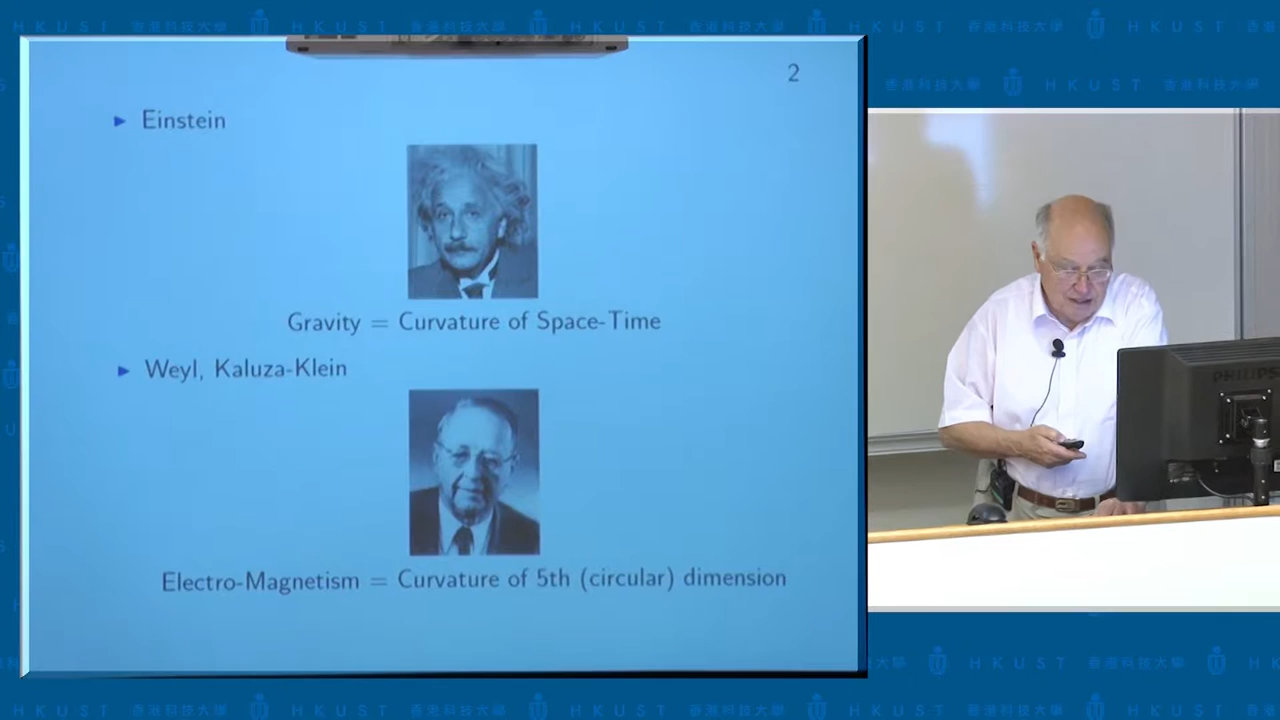 HKUST 香港科技大學
2
▶ Einstein
Gravity = Curvature of Space-Time
▶ Weyl, Kaluza-Klein
Electro-Magnetism = Curvature of 5th (circular) dimension
PHILIPS